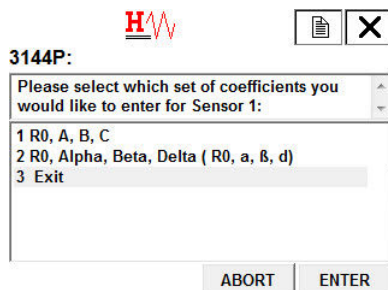 H
3144P:
Please select which set of coefficients you
would like to enter for Sensor 1:
1 R0, A, B, C
2 R0, Alpha, Beta, Delta ( R0, a, ß, d)
3 Exit
ABORT ENTER